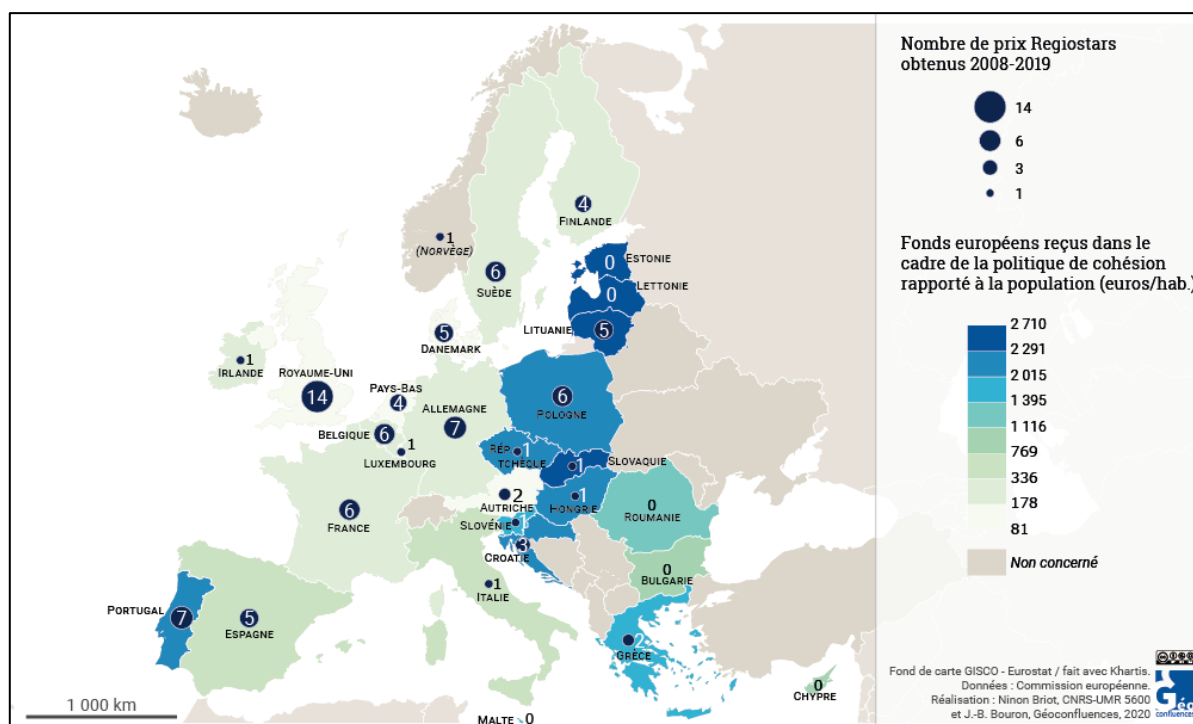 Nombre de prix Regiostars
obtenus 2008-2019
14
6
3
1
Fonds européens reçus dans le
cadre de la politique de cohésion
rapporté à la population (euros/hab.)
2 710
2 291
2 015
1 395
1 116
769
336
178
81
Non concerné
4
FINLANDE
1
(NORVÈGE)
6
SUÈDE
0
ESTONIE
0
LETTONIE
LITUANIE
5
5
DANEMARK
1
IRLANDE
ROYAUME-UNI
14
PAYS-BAS
4
ALLEMAGNE
7
6
POLOGNE
BELGIQUE
6
1
LUXEMBOURG
RÉP.
TCHÈQUE
1
1
SLOVAQUIE
2
AUTRICHE
1
HONGRIE
6
FRANCE
SLOVÉNIE
1
3
CROATIE
0
ROUMANIE
0
BULGARIE
1
ITALIE
PORTUGAL
7
5
ESPAGNE
2
GRÈCE
0
CHYPRE
MALTE 0
1 000 km
Fond de carte GISCO - Eurostat / fait avec Khartis.
Données : Commission européenne.
Réalisation : Ninon Briot, CNRS-UMR 5600
et J.-B. Bouron, Géoconfluences, 2020
Géo
confluences